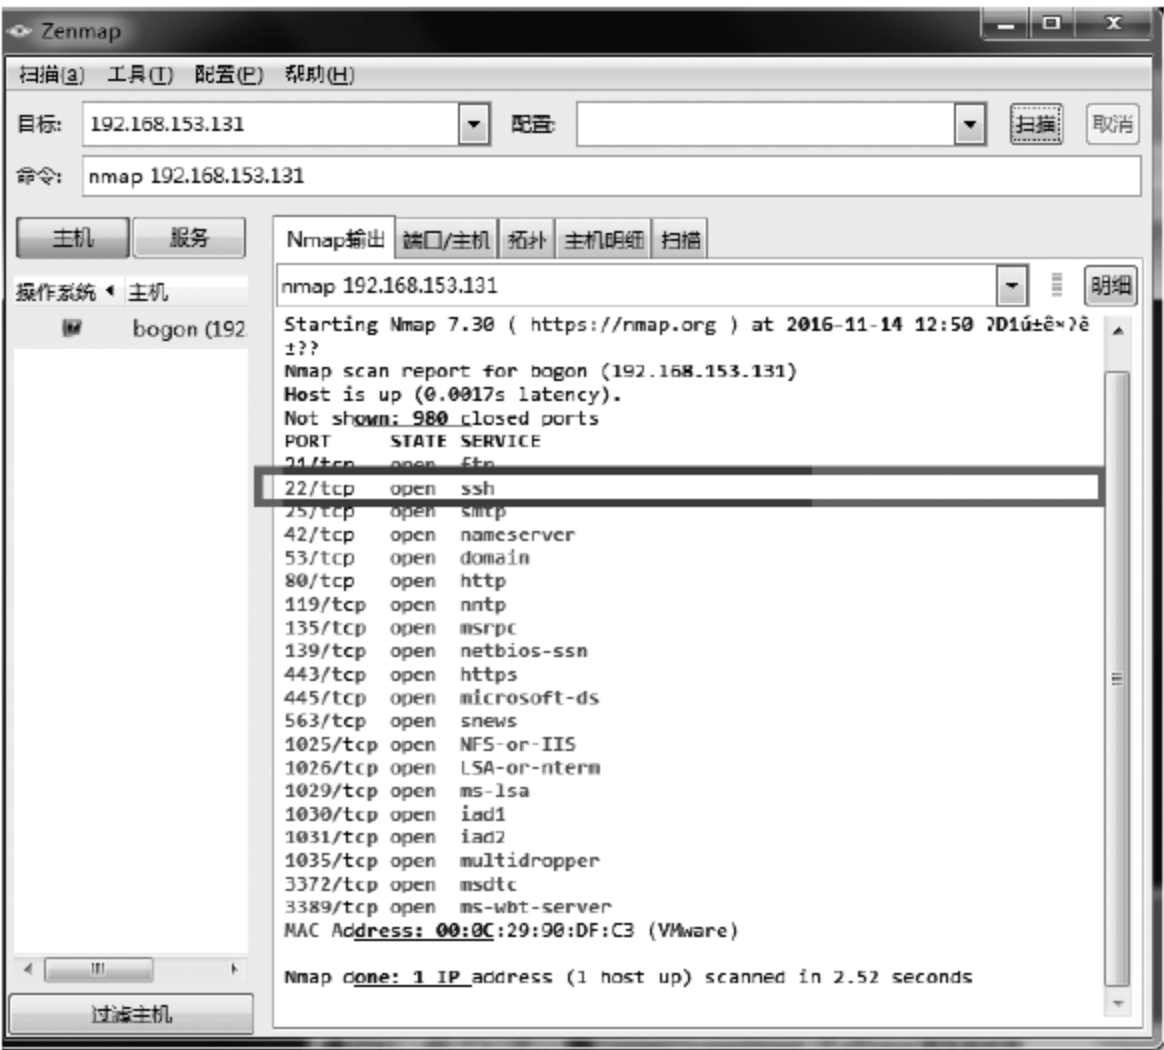 Zenmap
扫描(a) 工具(T) 配置(P) 帮助(H)
目标: 192.168.153.131 配置: 扫描 取消
命令: nmap 192.168.153.131
主机 服务 Nmap输出 端口/主机 拓扑 主机明细 扫描
操作系统 主机
bogon (192
nmap 192.168.153.131 明细
Starting Nmap 7.30 ( https://nmap.org ) at 2016-11-14 12:50 ?D1ú±ê×?ê
±??
Nmap scan report for bogon (192.168.153.131)
Host is up (0.0017s latency).
Not shown: 980 closed ports
PORT STATE SERVICE
21/tcp open ftp
22/tcp open ssh
25/tcp open smtp
42/tcp open nameserver
53/tcp open domain
80/tcp open http
119/tcp open nntp
135/tcp open msrpc
139/tcp open netbios-ssn
443/tcp open https
445/tcp open microsoft-ds
563/tcp open snews
1025/tcp open NFS-or-IIS
1026/tcp open LSA-or-nterm
1029/tcp open ms-lsa
1030/tcp open iad1
1031/tcp open iad2
1035/tcp open multidropper
3372/tcp open msdtc
3389/tcp open ms-wbt-server
MAC Address: 00:0C:29:90:DF:C3 (VMware)
Nmap done: 1 IP address (1 host up) scanned in 2.52 seconds
过滤主机